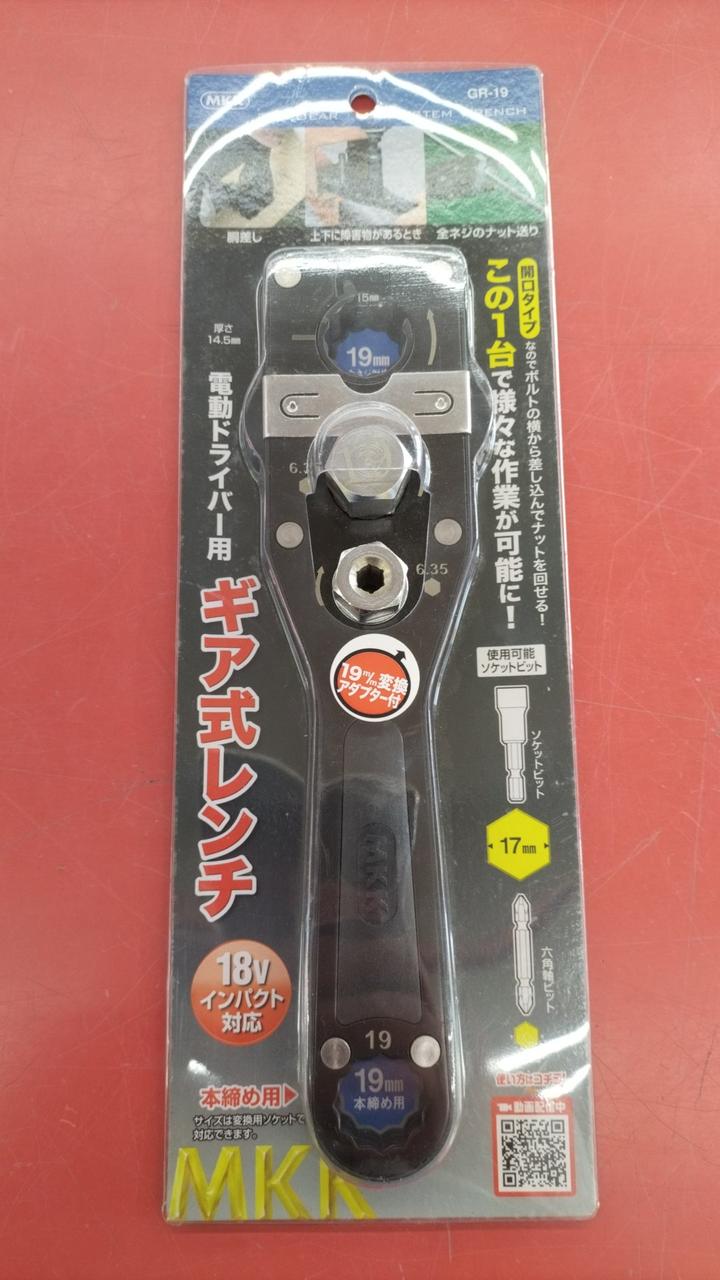 MKK
GR-19
胴差し
上下に障害物があるとき
全ネジのナット送り
開口タイプ
なのでボルトの横から差し込んでナットを回せる!
この1台で様々な作業が可能に!
厚さ
14.5mm
15mm
19mm
電動ドライバー用
ギア式レンチ
6.35
19m/m変換
アダプター付
使用可能
ソケットビット
ソケットビット
17mm
六角軸ビット
MKK
18V
インパクト
対応
19
19mm
本締め用
本締め用
サイズは変換用ソケットで
対応できます。
使い方はコチラ!
動画配信中
MKK